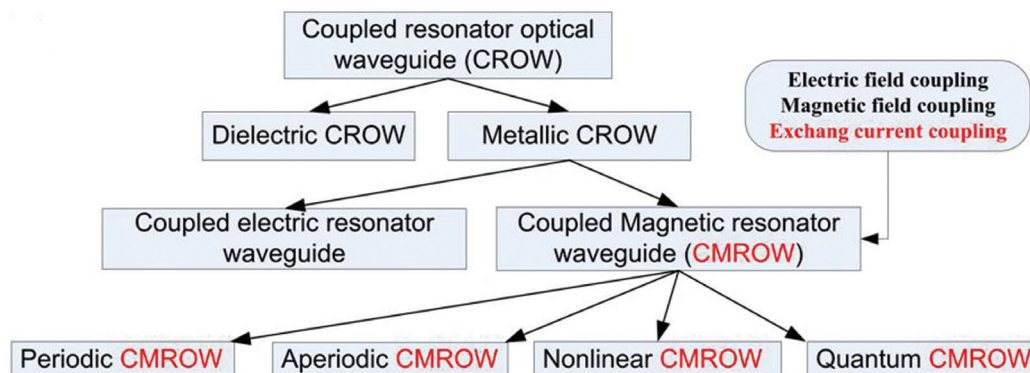 Coupled resonator optical
waveguide (CROW)
Electric field coupling
Magnetic field coupling
Exchang current coupling
Dielectric CROW
Metallic CROW
Coupled electric resonator
waveguide
Coupled Magnetic resonator
waveguide (CMROW)
Periodic CMROW
Aperiodic CMROW
Nonlinear CMROW
Quantum CMROW